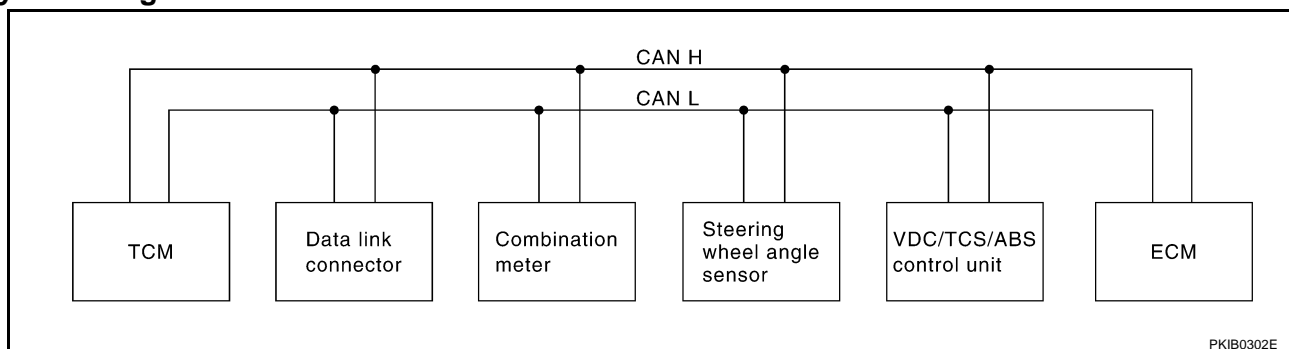 CAN H
CAN L
TCM
Data link
connector
Combination
meter
Steering
wheel angle
sensor
VDC/TCS/ABS
control unit
ECM
PKIB0302E